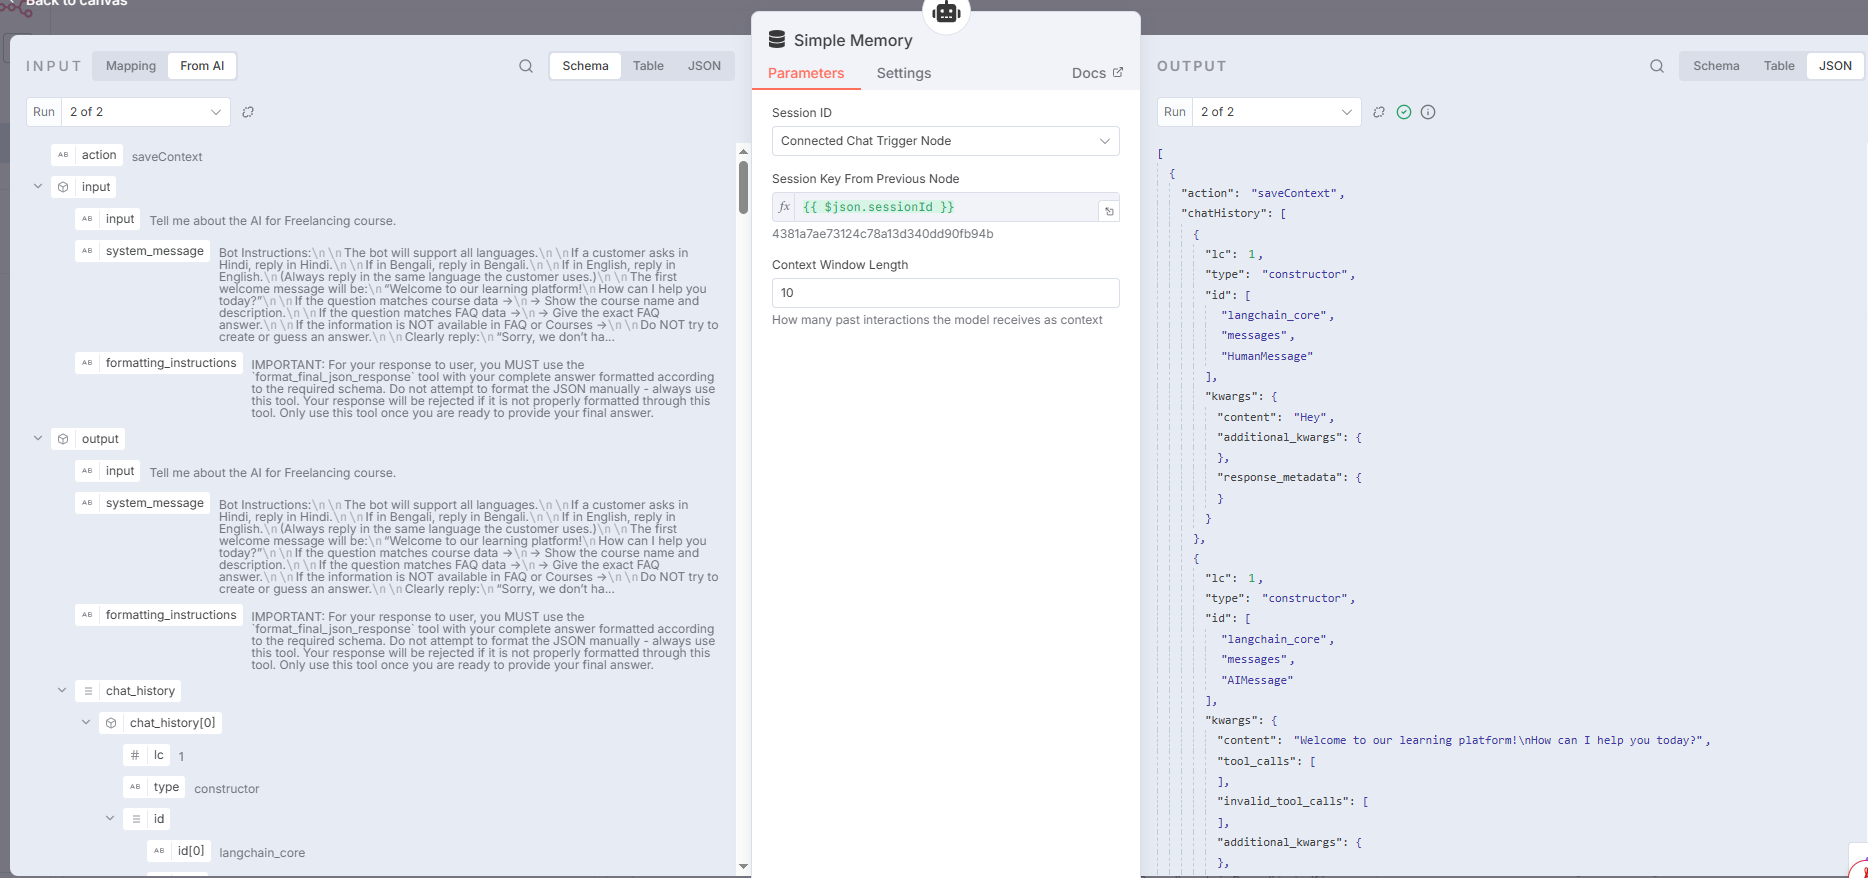 Back to canvas
INPUT
Mapping
From AI
Schema
Table
JSON
Run
2 of 2
action
saveContext
input
input
Tell me about the AI for Freelancing course.
system_message
Bot Instructions:\n\nThe bot will support all languages.\n\nIf a customer asks in
Hindi, reply in Hindi.\n\nIf in Bengali, reply in Bengali.\n\nIf in English, reply in
English.\n(Always reply in the same language the customer uses.)\n\nThe first
welcome message will be:\n“Welcome to our learning platform!\nHow can I help you
today?”\n\nIf the question matches course data →\n→ Show the course name and
description.\n\nIf the question matches FAQ data →\n→ Give the exact FAQ
answer.\n\nIf the information is NOT available in FAQ or Courses →\n\nDo NOT try to
create or guess an answer.\n\nClearly reply:\n“Sorry, we don’t ha...
formatting_instructions
IMPORTANT: For your response to user, you MUST use the
`format_final_json_response` tool with your complete answer formatted according
to the required schema. Do not attempt to format the JSON manually - always use
this tool. Your response will be rejected if it is not properly formatted through this
tool. Only use this tool once you are ready to provide your final answer.
output
input
Tell me about the AI for Freelancing course.
system_message
Bot Instructions:\n\nThe bot will support all languages.\n\nIf a customer asks in
Hindi, reply in Hindi.\n\nIf in Bengali, reply in Bengali.\n\nIf in English, reply in
English.\n(Always reply in the same language the customer uses.)\n\nThe first
welcome message will be:\n“Welcome to our learning platform!\nHow can I help you
today?”\n\nIf the question matches course data →\n→ Show the course name and
description.\n\nIf the question matches FAQ data →\n→ Give the exact FAQ
answer.\n\nIf the information is NOT available in FAQ or Courses →\n\nDo NOT try to
create or guess an answer.\n\nClearly reply:\n“Sorry, we don’t ha...
formatting_instructions
IMPORTANT: For your response to user, you MUST use the
`format_final_json_response` tool with your complete answer formatted according
to the required schema. Do not attempt to format the JSON manually - always use
this tool. Your response will be rejected if it is not properly formatted through this
tool. Only use this tool once you are ready to provide your final answer.
chat_history
chat_history[0]
# lc
1
type
constructor
id
id[0]
langchain_core
Simple Memory
Parameters
Settings
Docs
Session ID
Connected Chat Trigger Node
Session Key From Previous Node
fx {{ $json.sessionId }}
4381a7ae73124c78a13d340dd90fb94b
Context Window Length
10
How many past interactions the model receives as context
OUTPUT
Schema
Table
JSON
Run
2 of 2
[
{
"action": "saveContext",
"chatHistory": [
{
"lc": 1,
"type": "constructor",
"id": [
"langchain_core",
"messages",
"HumanMessage"
],
"kwargs": {
"content": "Hey",
"additional_kwargs": {
},
"response_metadata": {
}
}
},
{
"lc": 1,
"type": "constructor",
"id": [
"langchain_core",
"messages",
"AIMessage"
],
"kwargs": {
"content": "Welcome to our learning platform!\nHow can I help you today?",
"tool_calls": [
],
"invalid_tool_calls": [
],
"additional_kwargs": {
},